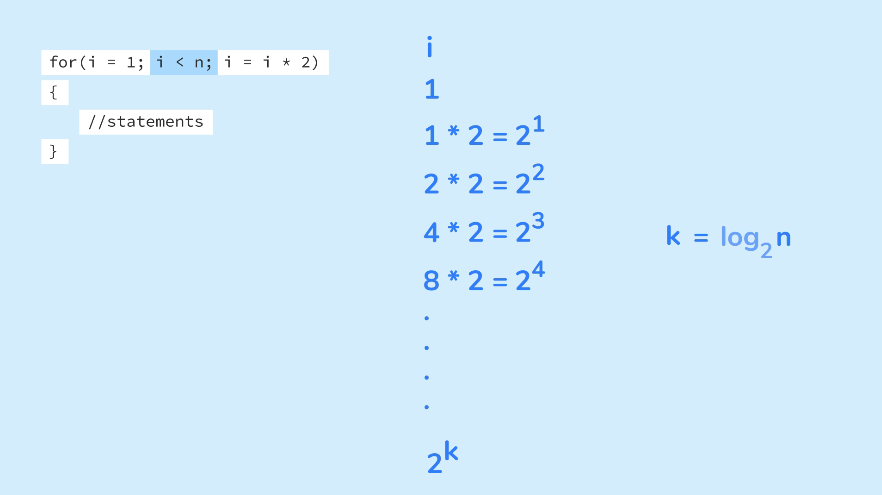 for(i = 1; i < n; i = i * 2)
{
//statements
}
i
1
1 * 2 = 2^1
2 * 2 = 2^2
4 * 2 = 2^3
8 * 2 = 2^4
.
.
.
.
2^k
k = log_2 n